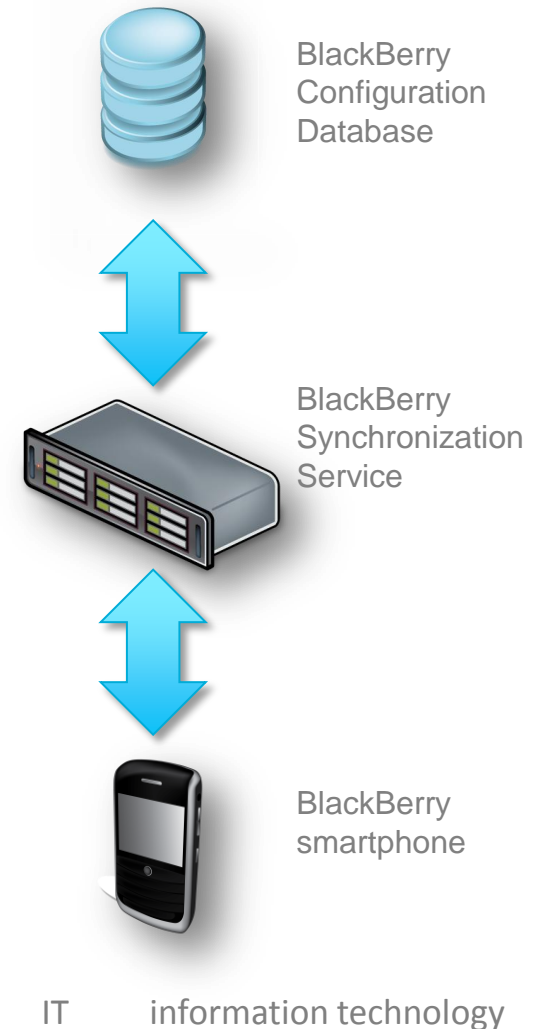 BlackBerry
Configuration
Database
BlackBerry
Synchronization
Service
BlackBerry
smartphone
IT information technology